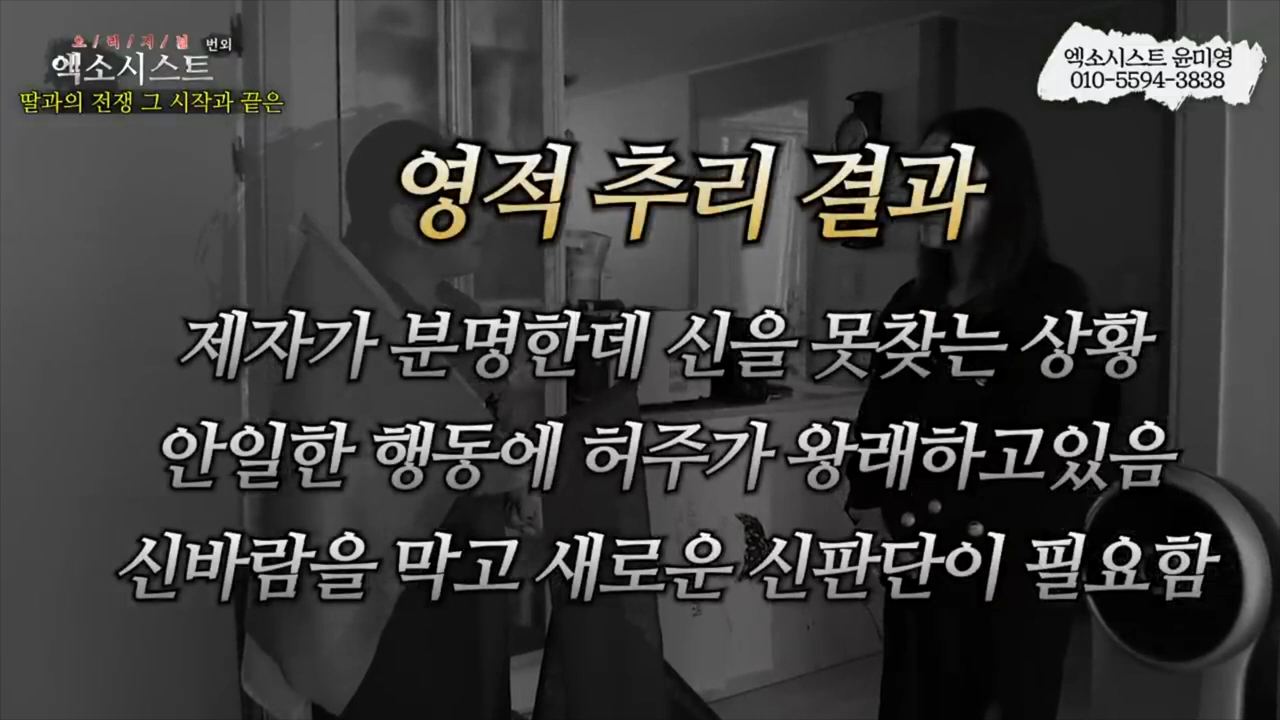 오/리/지/널 번외
엑소시스트
딸과의 전쟁 그 시작과 끝은
엑소시스트 윤미영
010-5594-3838
영적 추리 결과
제자가 분명한데 신을 못찾는 상황
안일한 행동에 허주가 왕래하고있음
신바람을 막고 새로운 신판단이 필요함